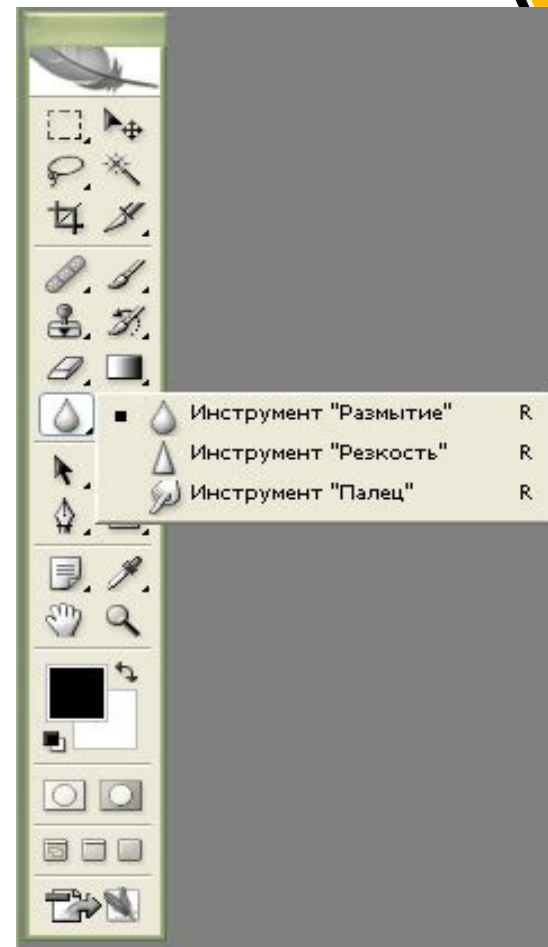 Инструмент "Размытие" R
Инструмент "Резкость" R
Инструмент "Палец" R